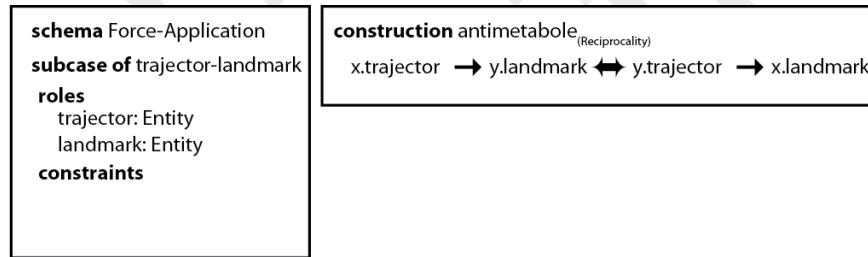 schema Force-Application
subcase of trajector-landmark
roles
trajector: Entity
landmark: Entity
constraints
construction antimetabole (Reciprocality)
x.trajector → y.landmark ⬌ y.trajector → x.landmark